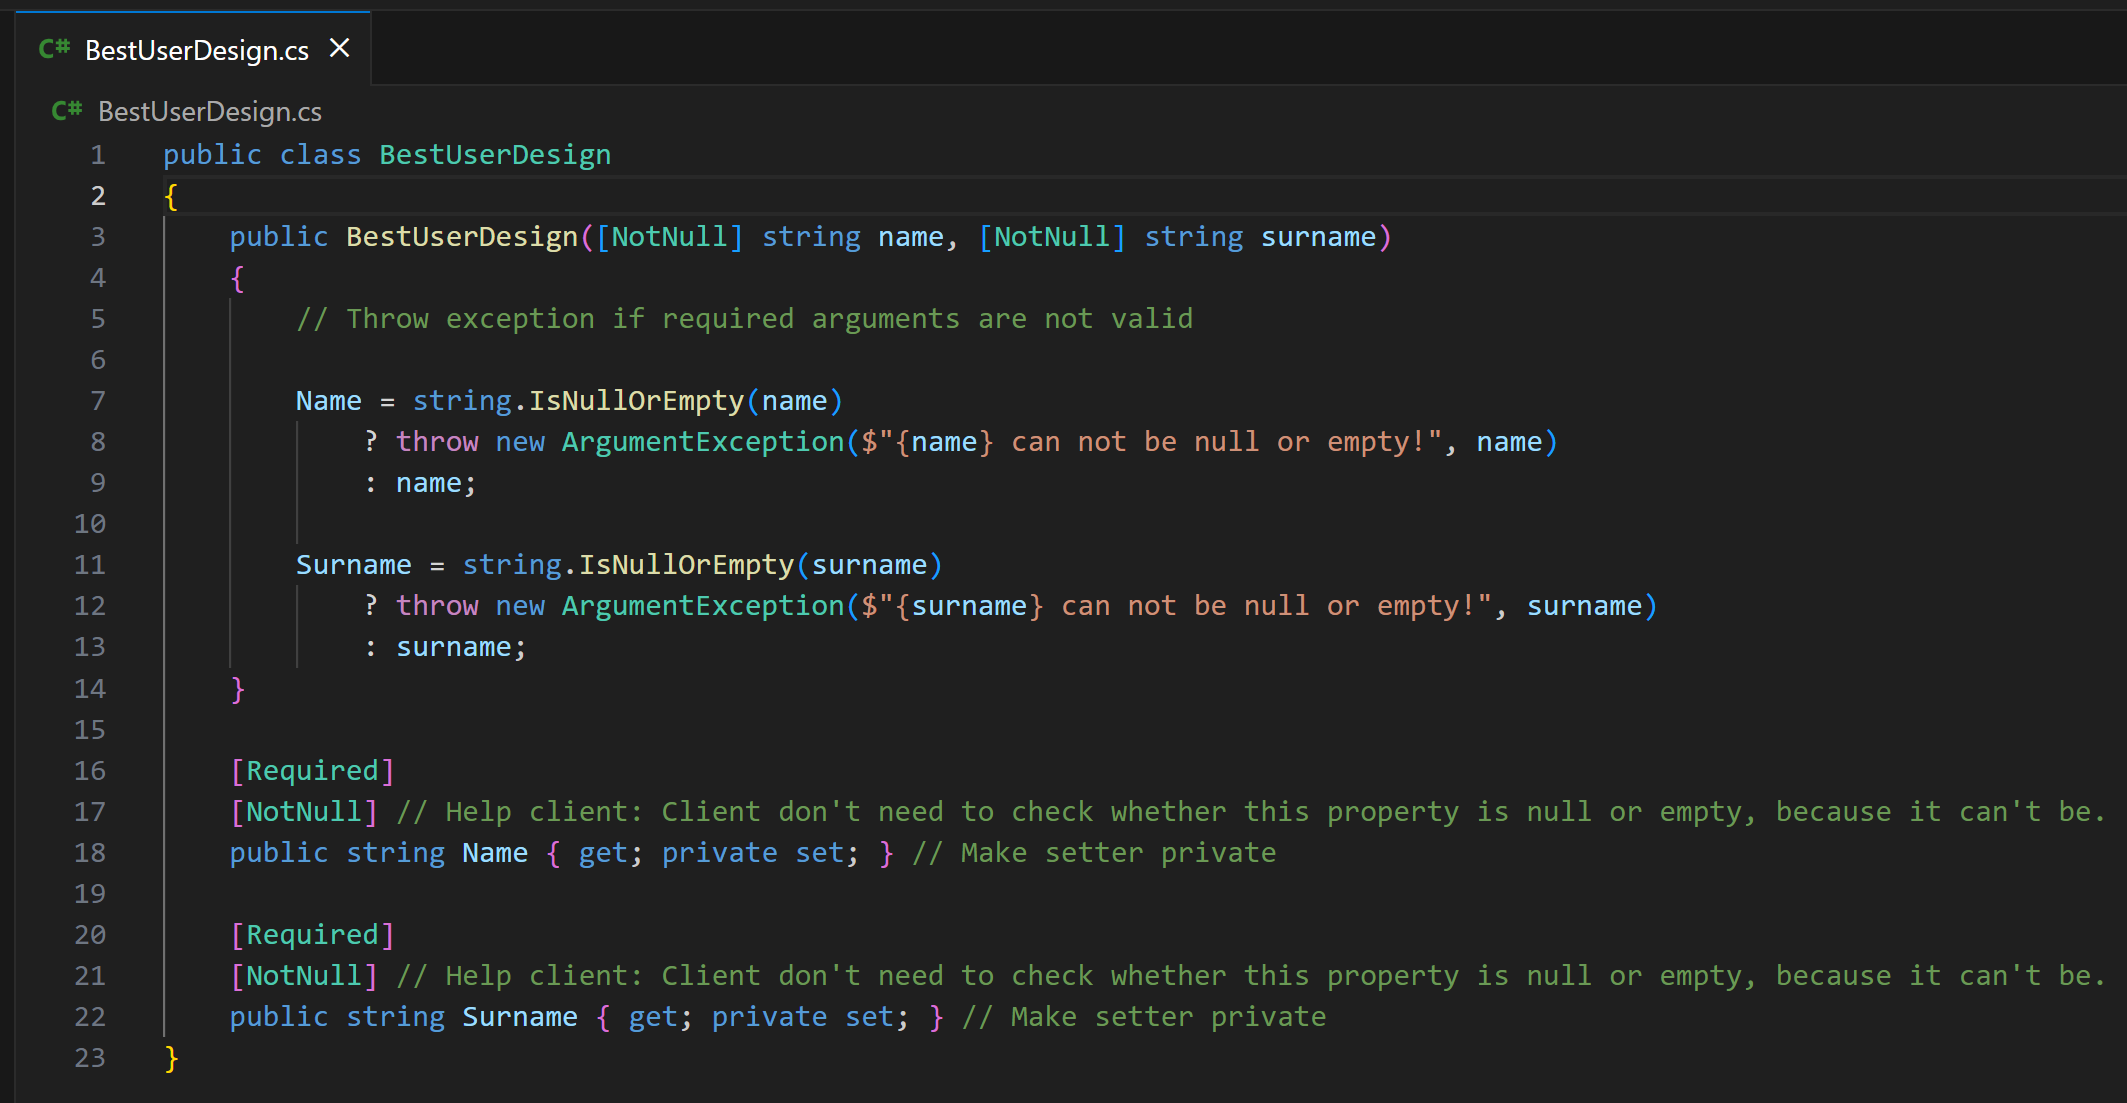 C# BestUserDesign.cs ✕
C# BestUserDesign.cs
1 public class BestUserDesign
2 {
3     public BestUserDesign([NotNull] string name, [NotNull] string surname)
4     {
5         // Throw exception if required arguments are not valid
6
7         Name = string.IsNullOrEmpty(name)
8             ? throw new ArgumentException($"{name} can not be null or empty!", name)
9             : name;
10
11         Surname = string.IsNullOrEmpty(surname)
12             ? throw new ArgumentException($"{surname} can not be null or empty!", surname)
13             : surname;
14     }
15
16     [Required]
17     [NotNull] // Help client: Client don't need to check whether this property is null or empty, because it can't be.
18     public string Name { get; private set; } // Make setter private
19
20     [Required]
21     [NotNull] // Help client: Client don't need to check whether this property is null or empty, because it can't be.
22     public string Surname { get; private set; } // Make setter private
23 }